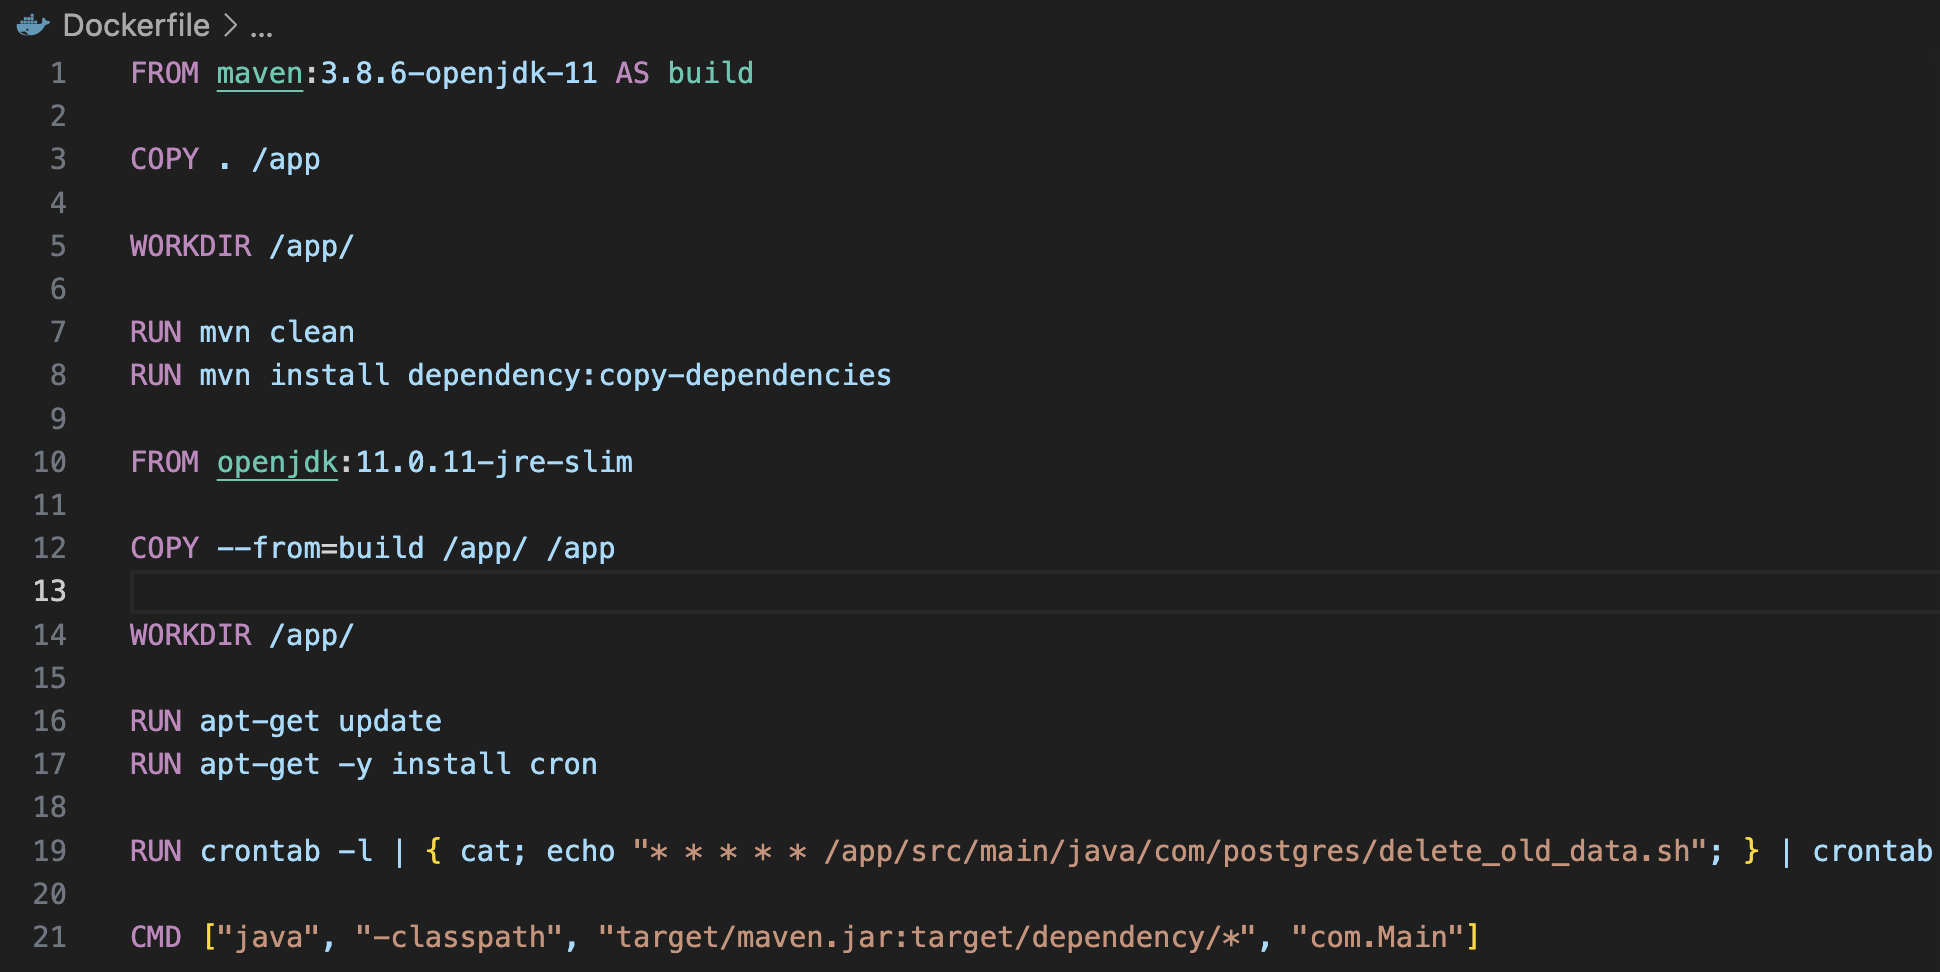 Dockerfile > ...
1 FROM maven:3.8.6-openjdk-11 AS build
2
3 COPY . /app
4
5 WORKDIR /app/
6
7 RUN mvn clean
8 RUN mvn install dependency:copy-dependencies
9
10 FROM openjdk:11.0.11-jre-slim
11
12 COPY --from=build /app/ /app
13
14 WORKDIR /app/
15
16 RUN apt-get update
17 RUN apt-get -y install cron
18
19 RUN crontab -l | { cat; echo "* * * * * /app/src/main/java/com/postgres/delete_old_data.sh"; } | crontab
20
21 CMD ["java", "-classpath", "target/maven.jar:target/dependency/*", "com.Main"]